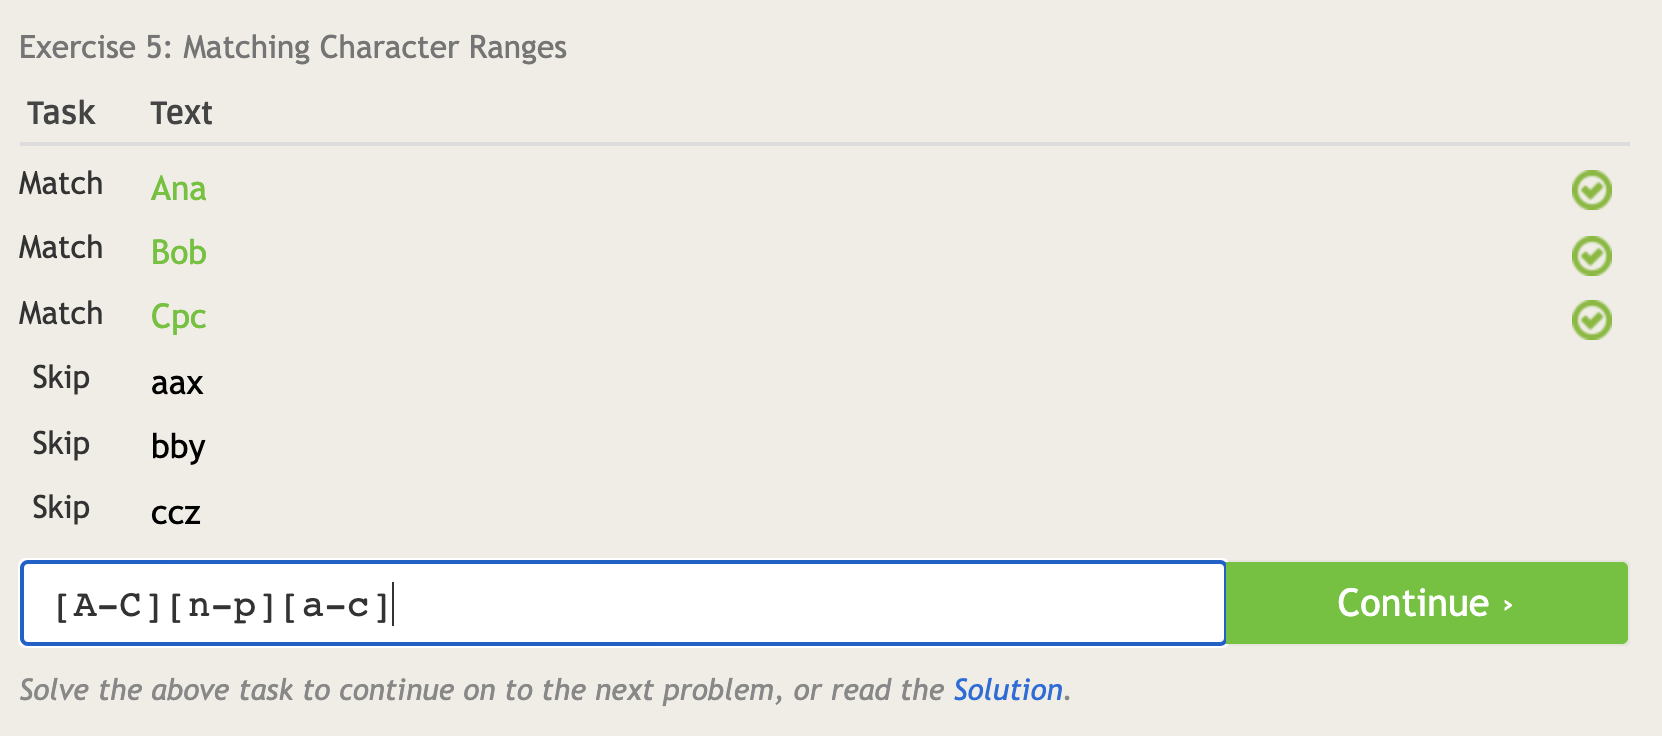 Exercise 5: Matching Character Ranges
Task Text
Match Ana
Match Bob
Match Cpc
Skip aax
Skip bby
Skip ccz
[A-C][n-p][a-c] Continue ›
Solve the above task to continue on to the next problem, or read the Solution.